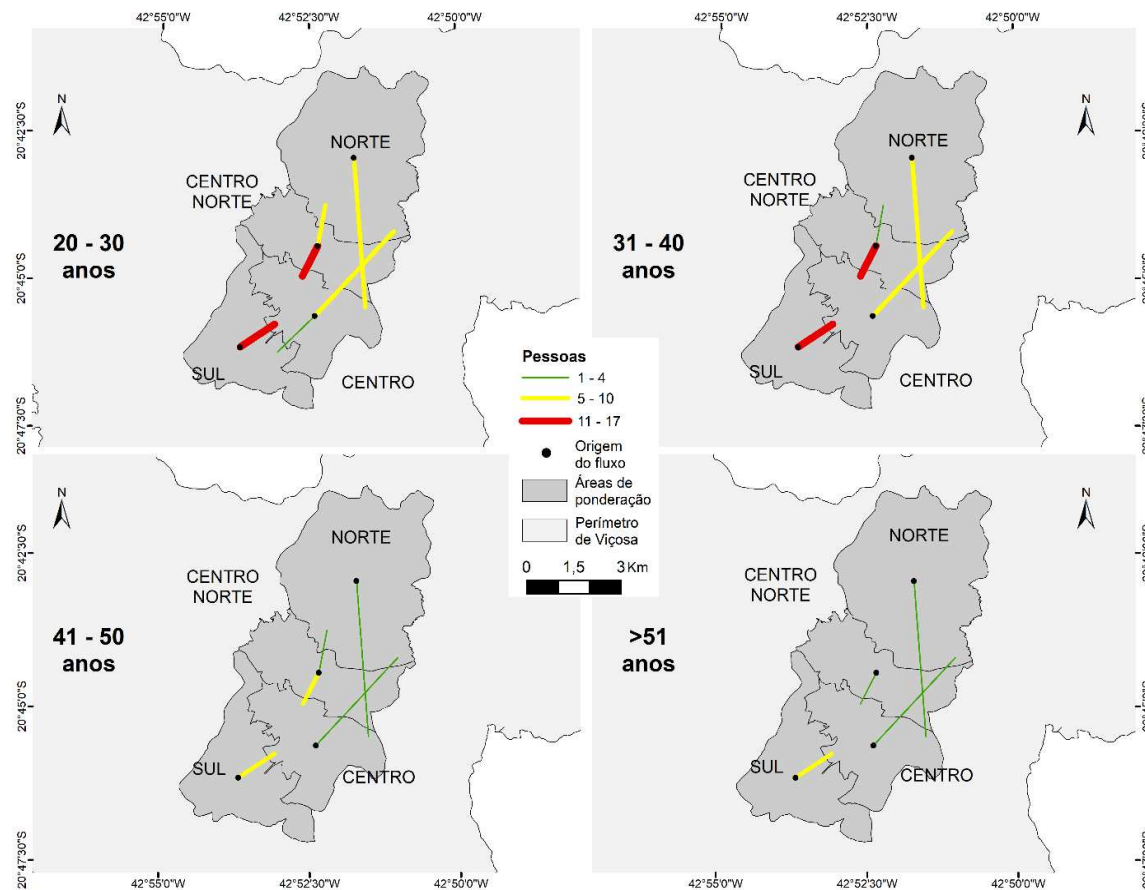 42°55'0"W
42°52'30"W
42°50'0"W
42°55'0"W
42°52'30"W
42°50'0"W
20°42'30"S
20°45'0"S
20°47'30"S
N
NORTE
CENTRO
NORTE
20 - 30
anos
SUL
CENTRO
N
NORTE
CENTRO
NORTE
31 - 40
anos
SUL
CENTRO
Pessoas
1 - 4
5 - 10
11 - 17
Origem
do fluxo
Áreas de
ponderação
Perímetro
de Viçosa
0 1,5 3 Km
20°42'30"S
20°45'0"S
20°47'30"S
N
NORTE
CENTRO
NORTE
41 - 50
anos
SUL
CENTRO
N
NORTE
CENTRO
NORTE
>51
anos
SUL
CENTRO
42°55'0"W
42°52'30"W
42°50'0"W
42°55'0"W
42°52'30"W
42°50'0"W